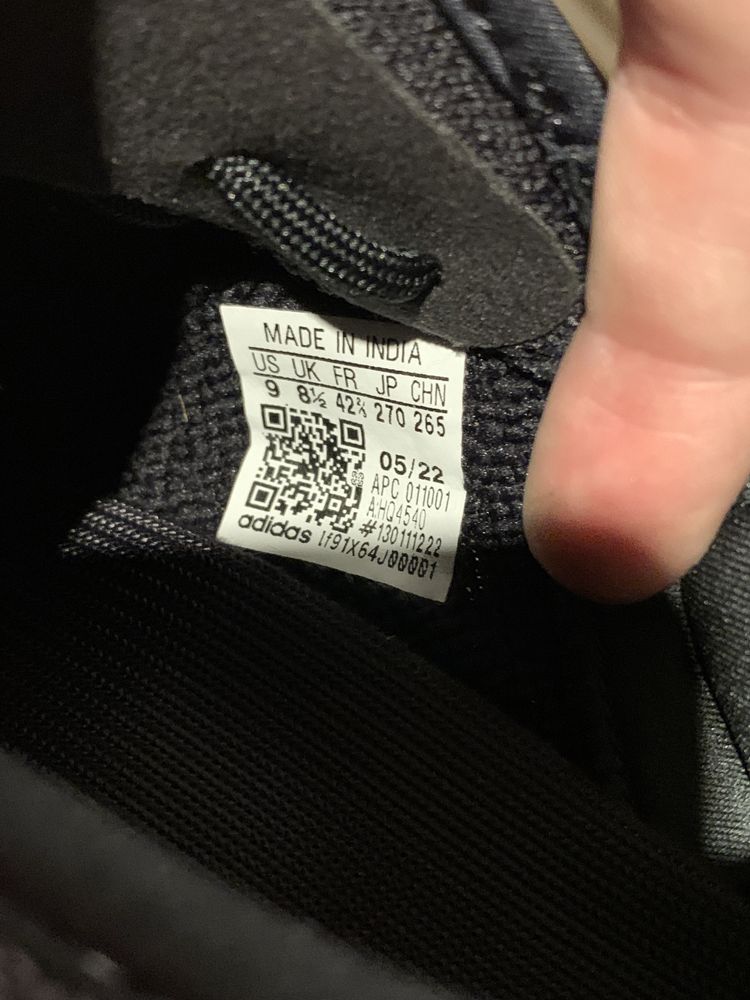 MADE IN INDIA
US UK FR JP CHN
9 8½ 42⅔ 270 265
05/22
APC 011001
A:HQ4540
#130111222
adidas lf91X64J00001